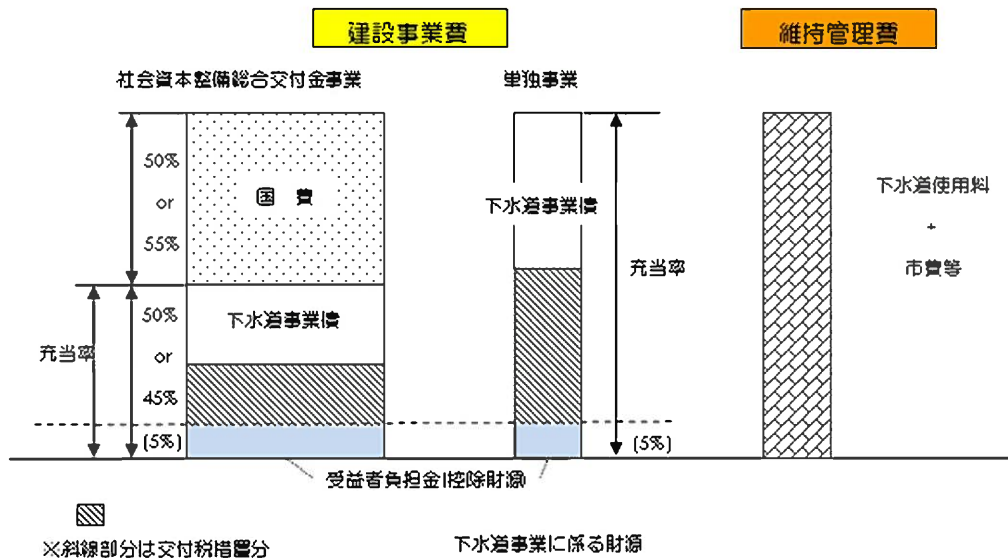 建設事業費
維持管理費
社会資本整備総合交付金事業
単独事業
50%
or
55%
国 費
下水道事業債
充当率
下水道使用料
+
市費等
50%
or
45%
(5%)
充当率
下水道事業債
(5%)
受益者負担金(控除財源)
※斜線部分は交付税措置分
下水道事業に係る財源